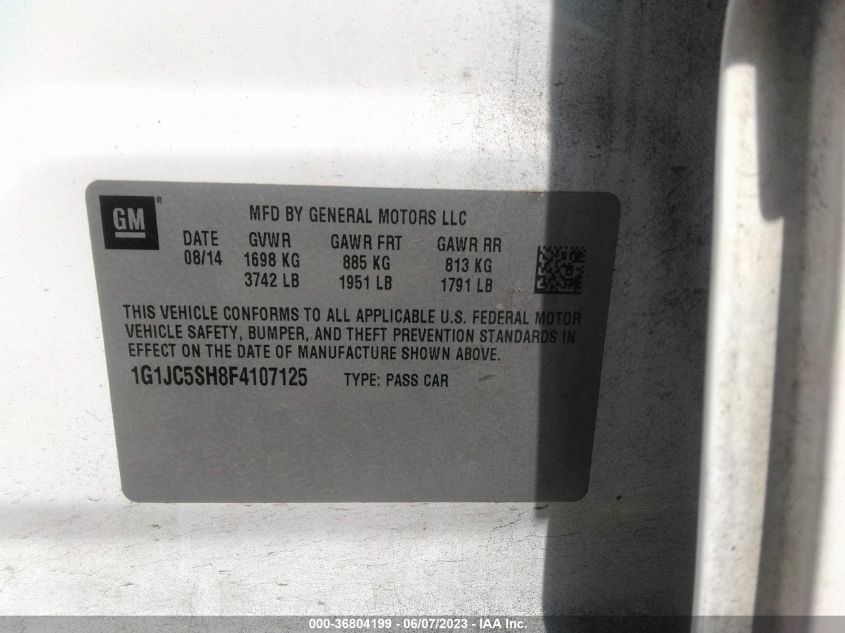 GM ®
MFD BY GENERAL MOTORS LLC
DATE GVWR GAWR FRT GAWR RR
08/14 1698 KG 885 KG 813 KG
3742 LB 1951 LB 1791 LB
THIS VEHICLE CONFORMS TO ALL APPLICABLE U.S. FEDERAL MOTOR
VEHICLE SAFETY, BUMPER, AND THEFT PREVENTION STANDARDS IN
EFFECT ON THE DATE OF MANUFACTURE SHOWN ABOVE.
1G1JC5SH8F4107125 TYPE: PASS CAR
000-36804199 - 06/07/2023 - IAA Inc.